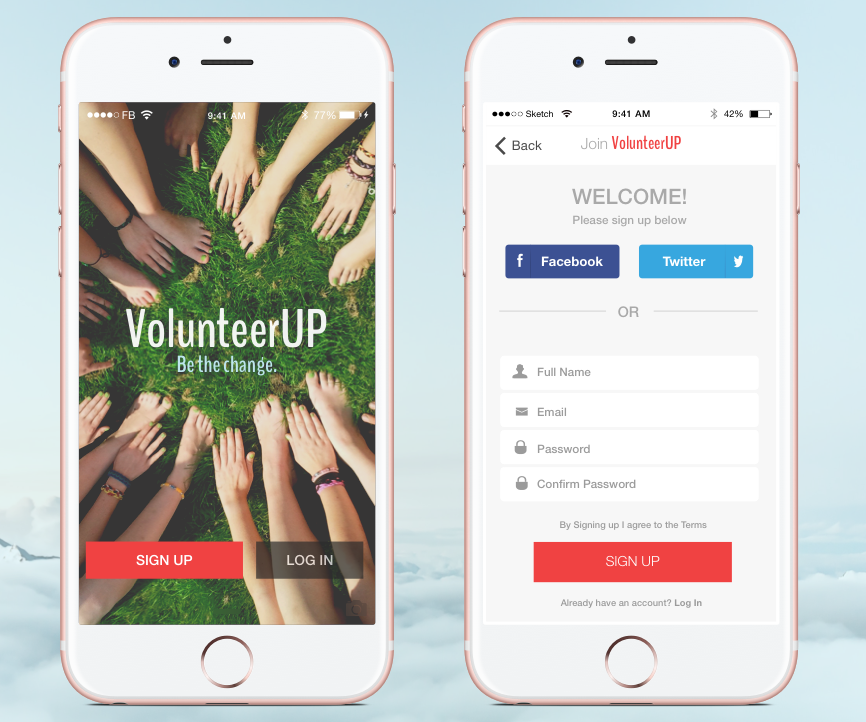 FB 9:41 AM 77%
VolunteerUP
Be the change.
SIGN UP LOG IN
Sketch 9:41 AM 42%
Back Join VolunteerUP
WELCOME!
Please sign up below
f Facebook Twitter
OR
Full Name
Email
Password
Confirm Password
By Signing up I agree to the Terms
SIGN UP
Already have an account? Log In